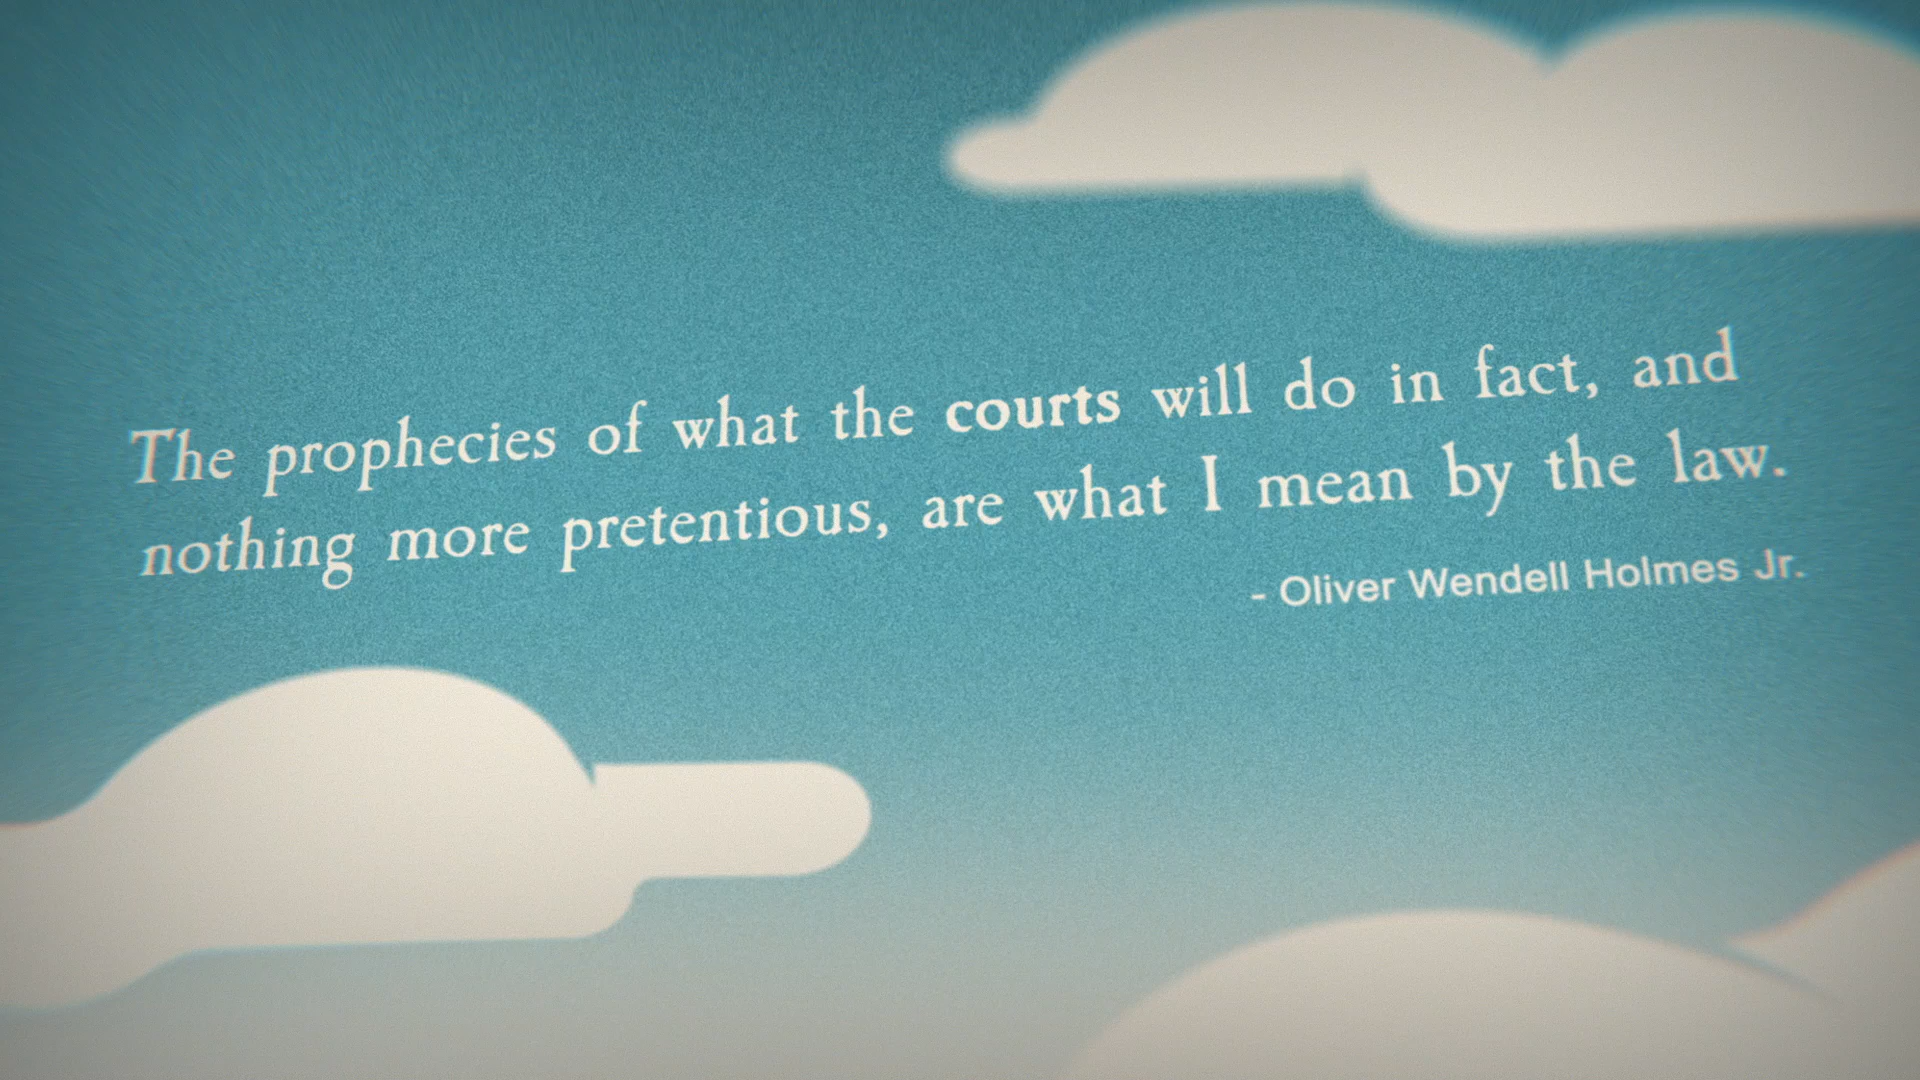 The prophecies of what the courts will do in fact, and
nothing more pretentious, are what I mean by the law.
- Oliver Wendell Holmes Jr.